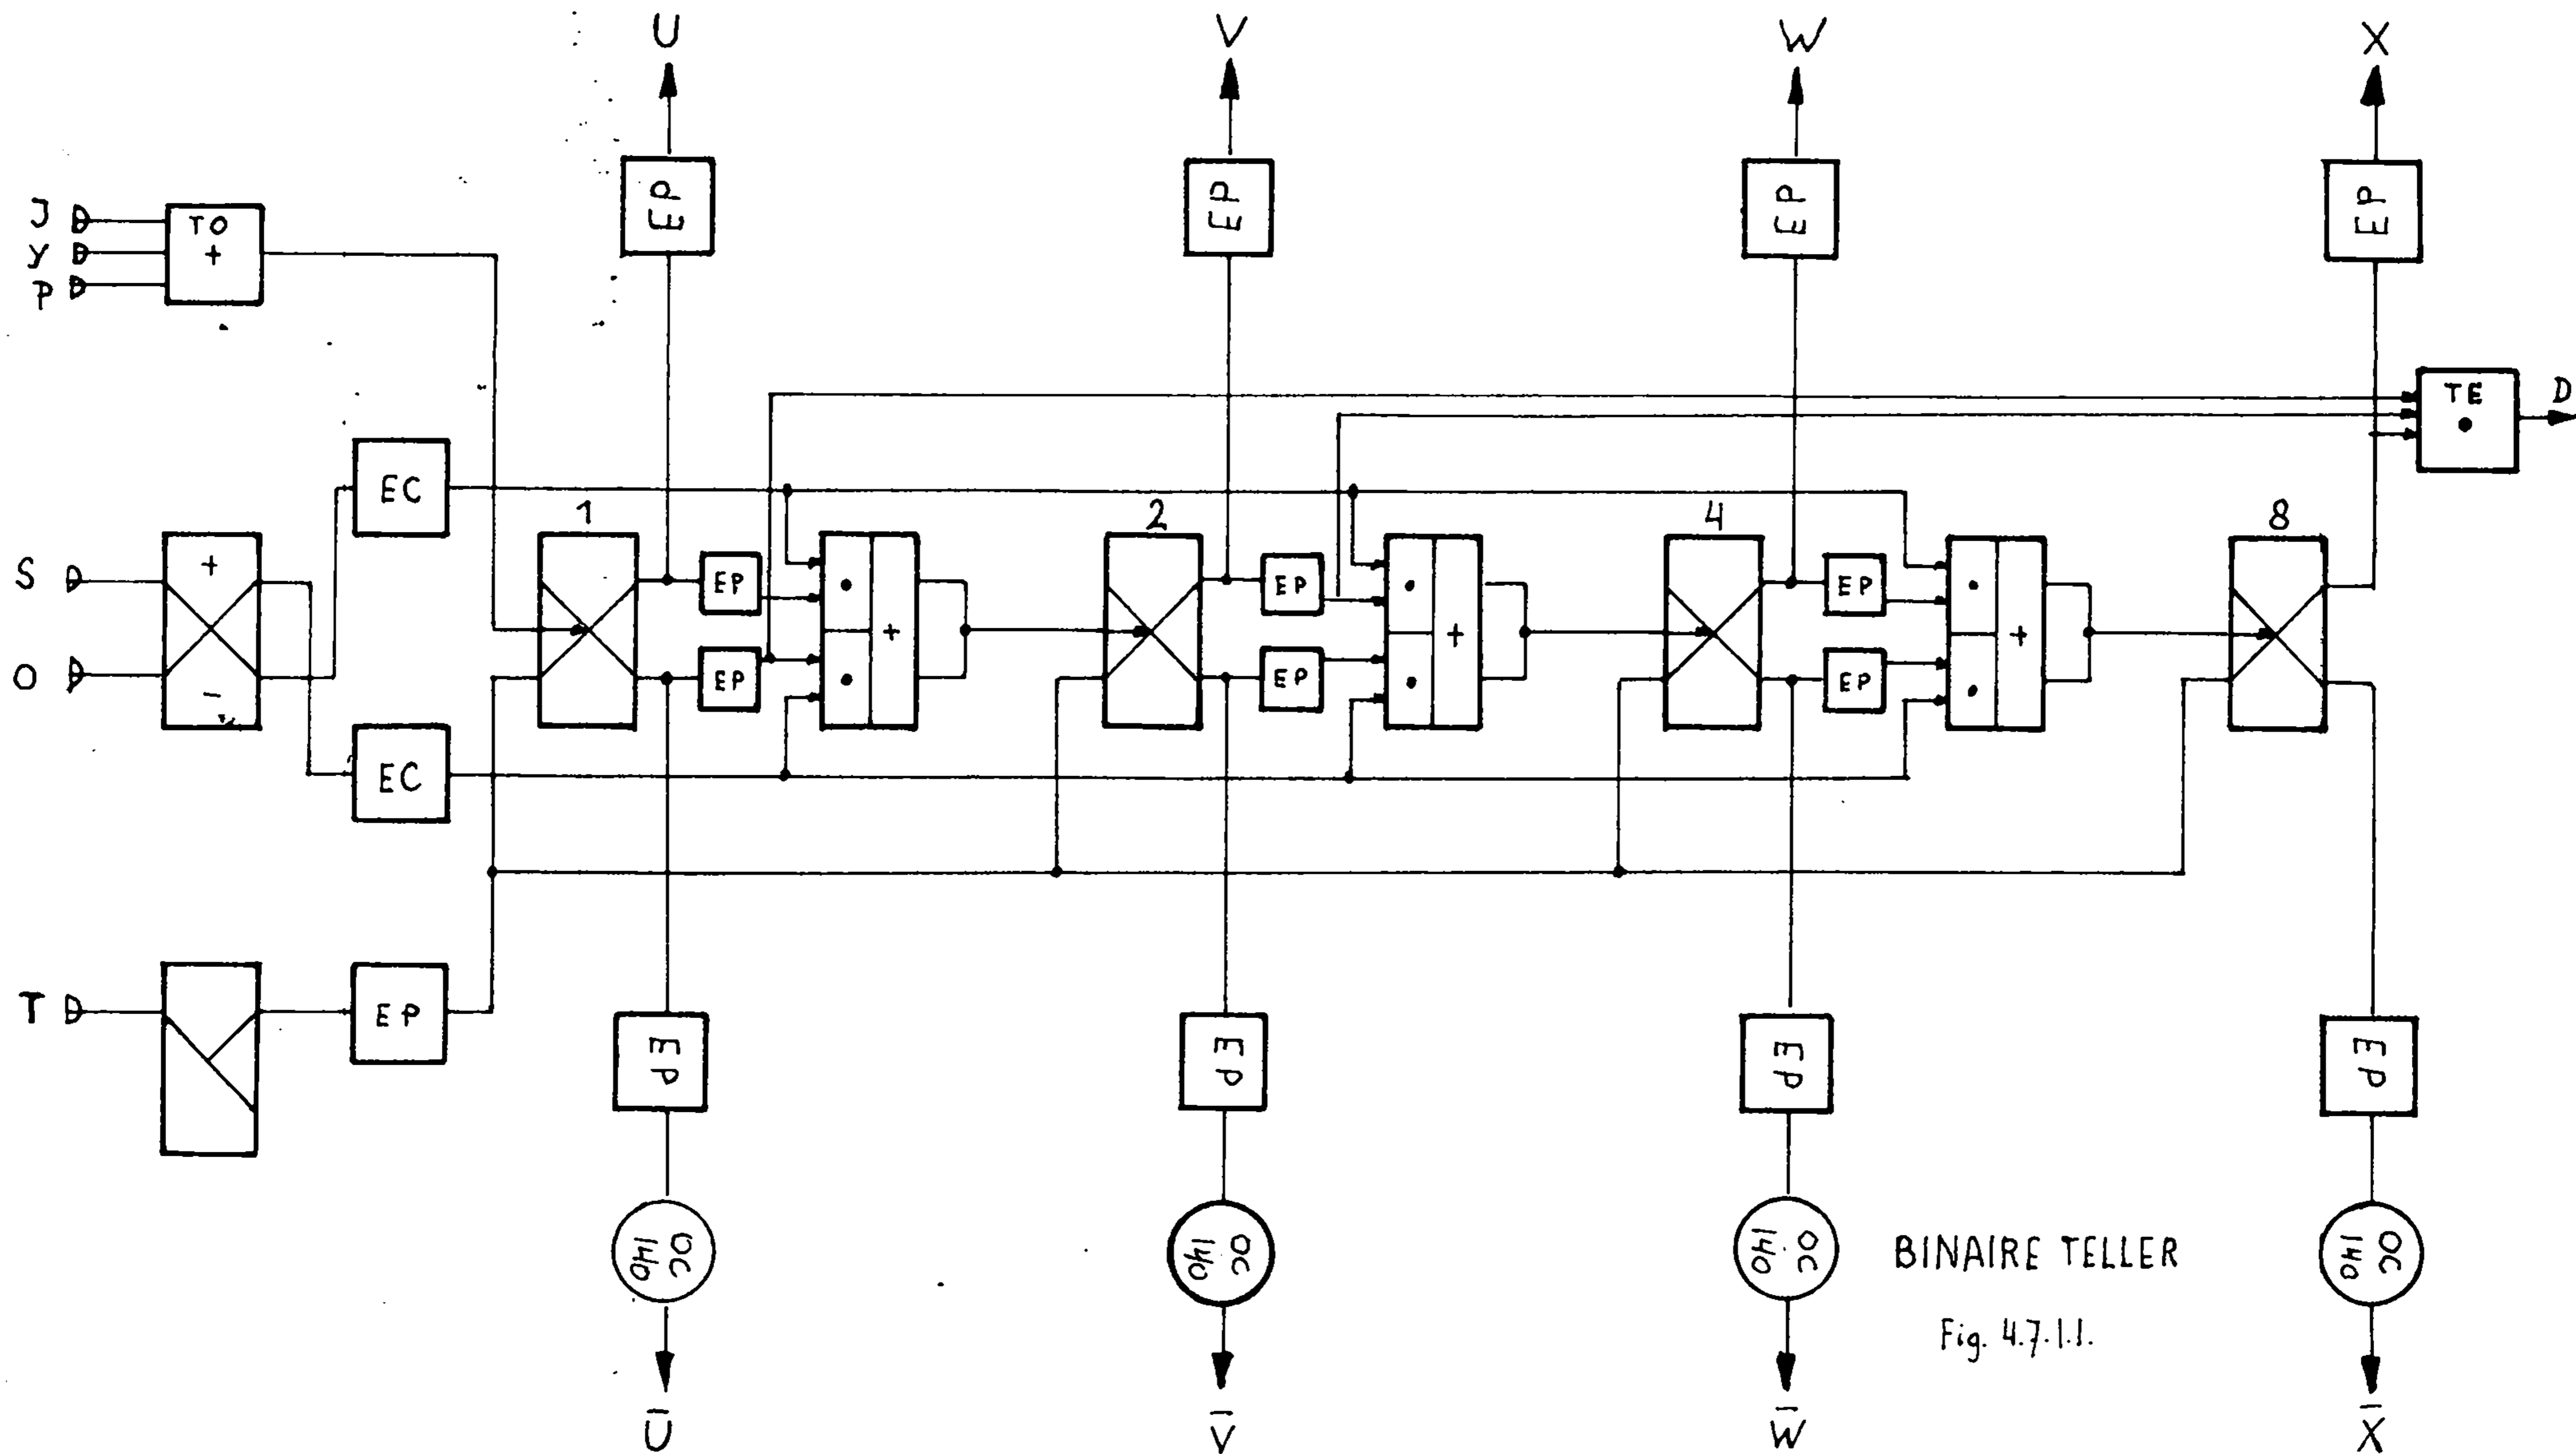 U V W X
EP EP EP EP
J
Y
P
TO
+
TE
•
D
EC
1 2 4 8
S
O
+
−
EP EP EP
• • •
+ + +
EP EP EP
• • •
EC
T
EP
EP EP EP EP
OC 140
OC 140
OC 140
OC 140
BINAIRE TELLER
Fig. 4.7.1.1.
Ū V̄ W̄ X̄